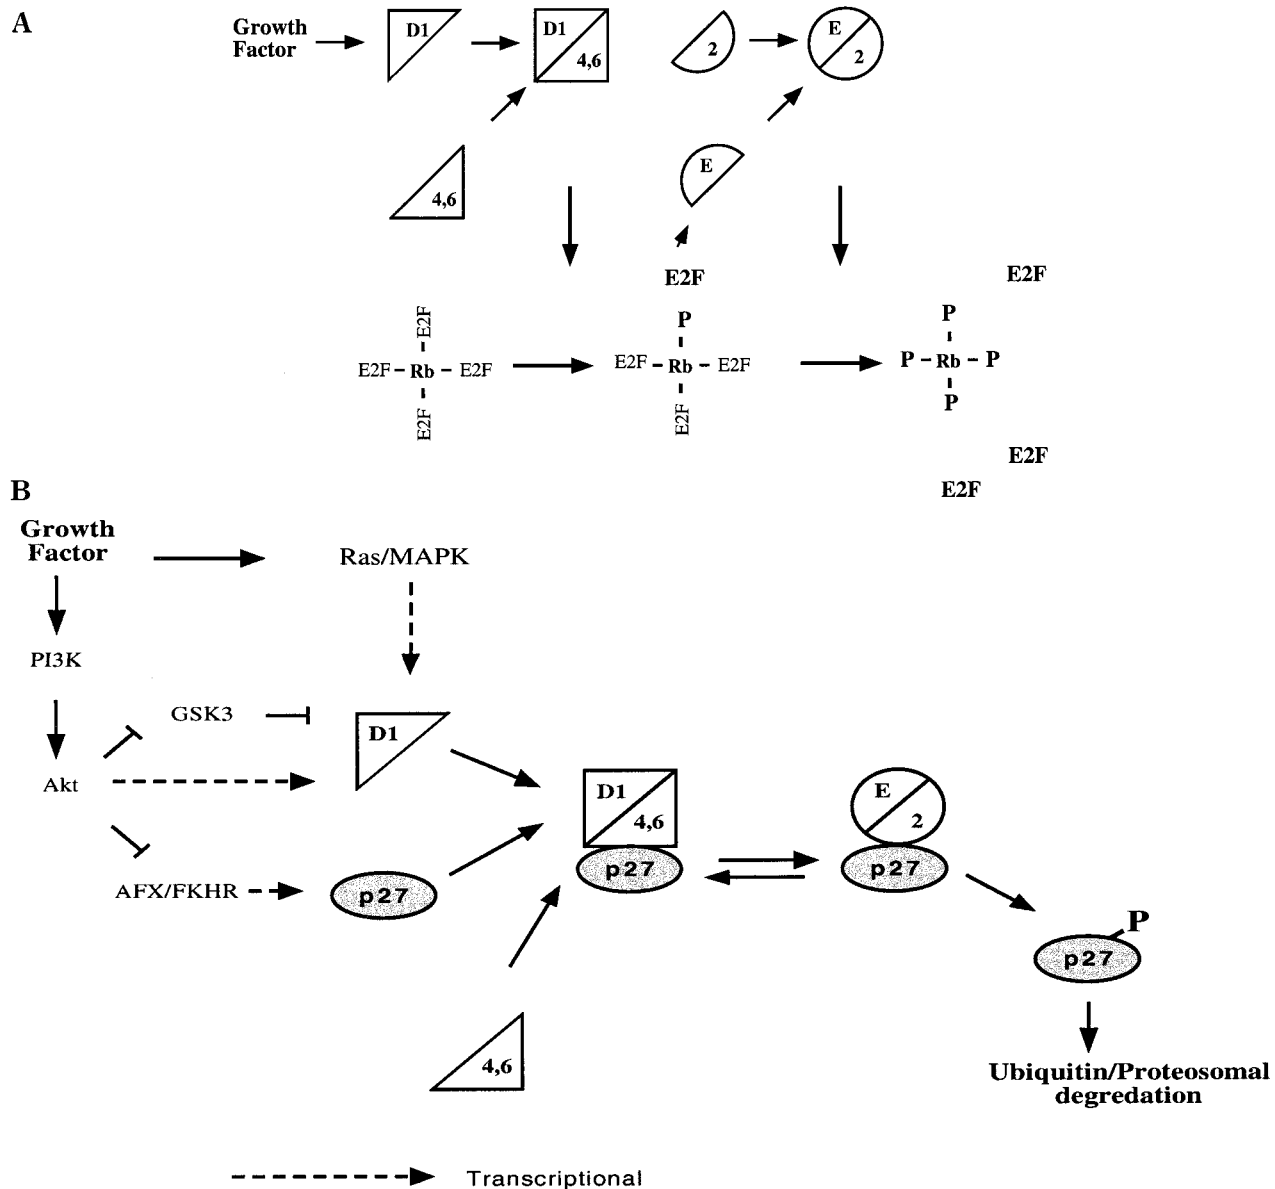 A
Growth
Factor
D1
D1
4,6
2
E
2
4,6
E
E2F
E2F
E2F
P
P
E2F – Rb – E2F
E2F – Rb – E2F
P – Rb – P
E2F
E2F
P
E2F
E2F
B
Growth
Factor
Ras/MAPK
PI3K
GSK3
D1
Akt
D1
4,6
E
2
p27
p27
AFX/FKHR
p27
P
p27
4,6
Ubiquitin/Proteosomal
degredation
Transcriptional